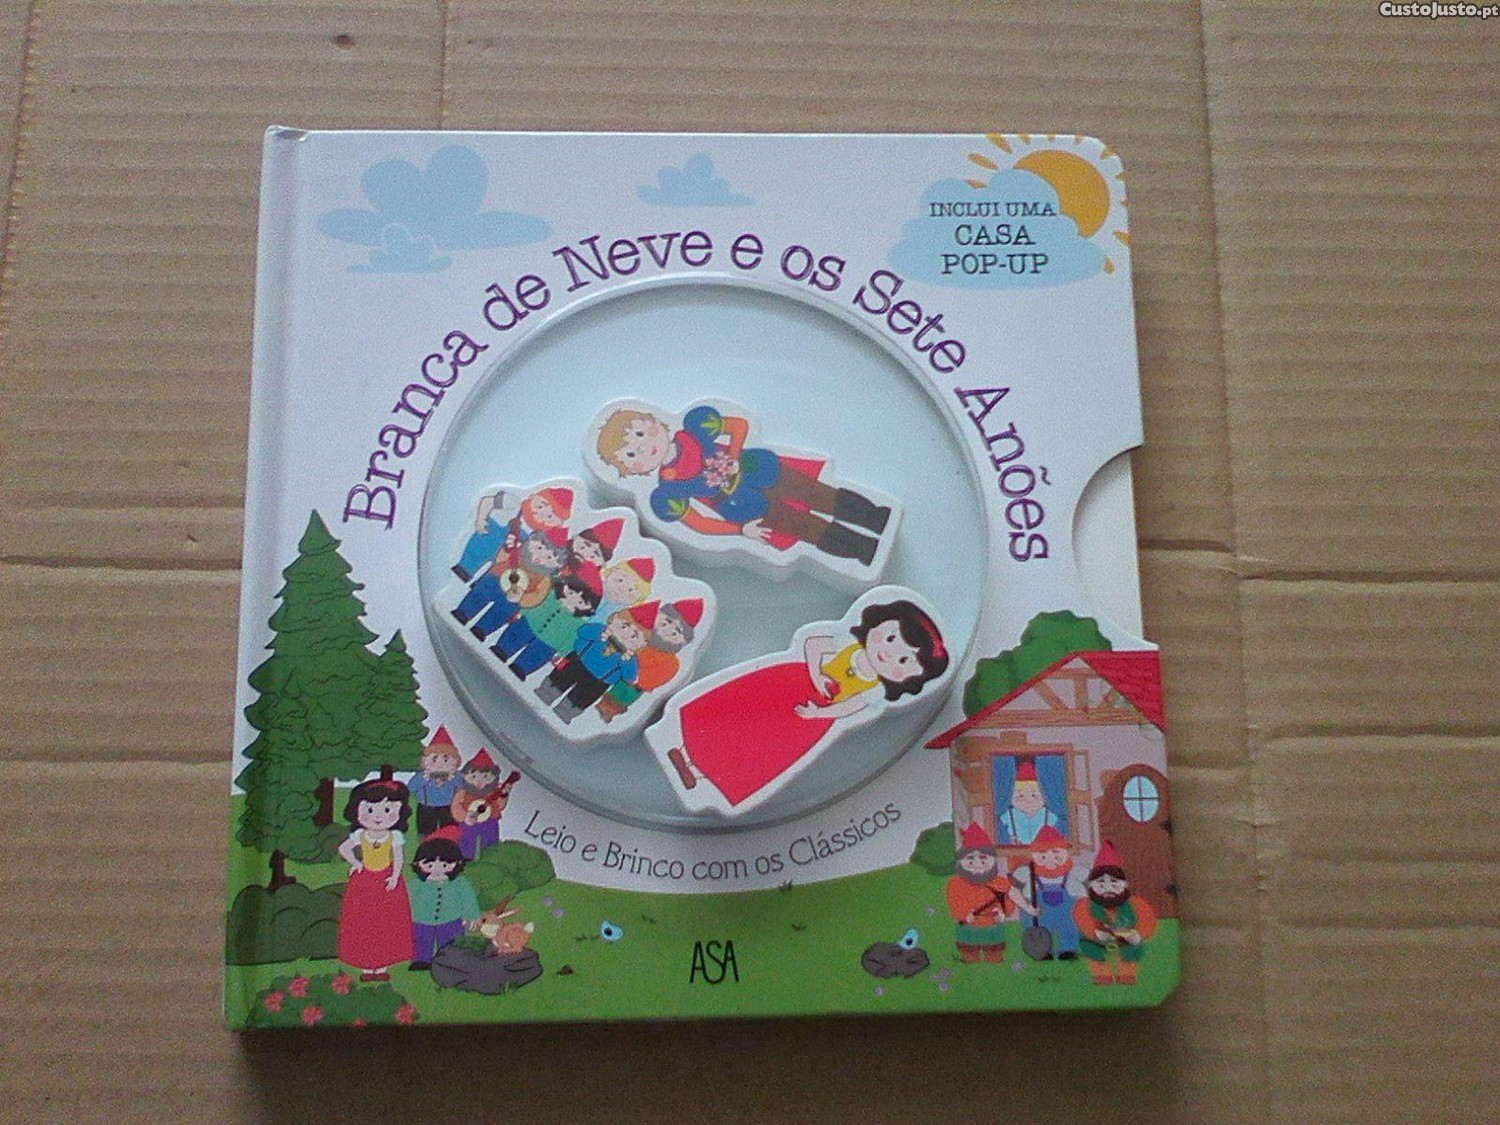 CustoJusto.pt
INCLUI UMA
CASA
POP-UP
Branca de Neve e os Sete Anões
Leio e Brinco com os Clássicos
ASA